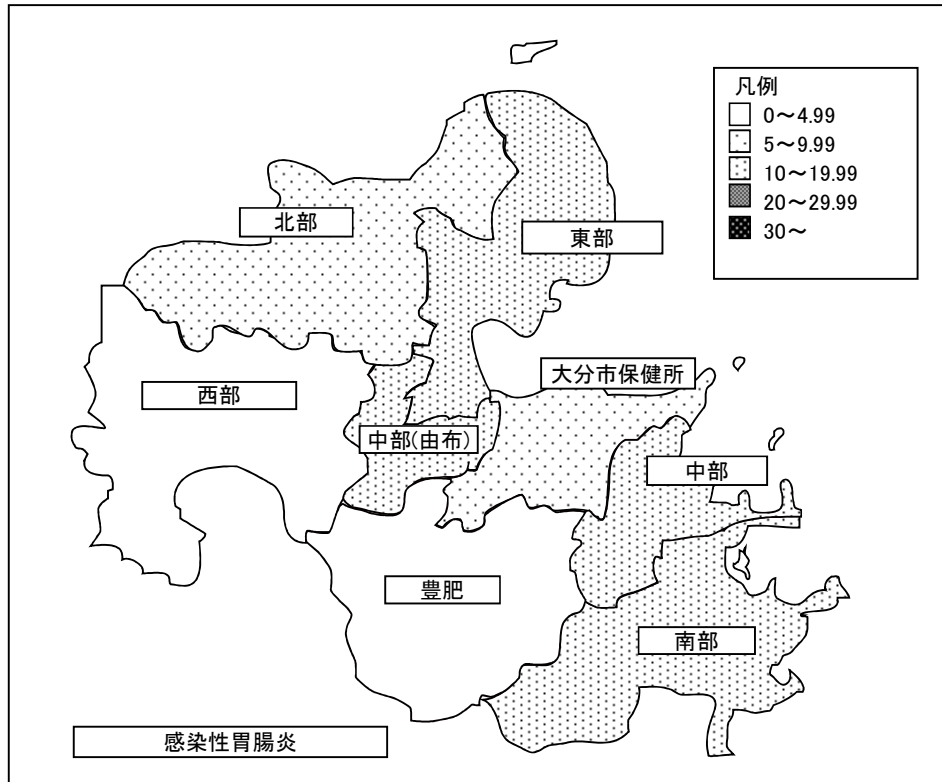 凡例
0～4.99
5～9.99
10～19.99
20～29.99
30～
北部
東部
大分市保健所
西部
中部(由布)
中部
豊肥
南部
感染性胃腸炎